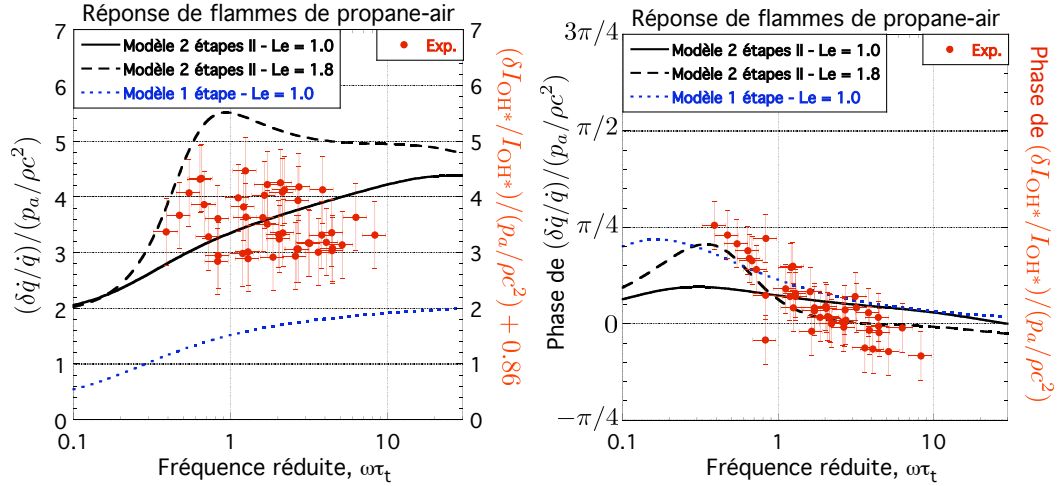 Réponse de flammes de propane-air
Modèle 2 étapes II - Le = 1.0
Modèle 2 étapes II - Le = 1.8
Modèle 1 étape - Le = 1.0
Exp.
7
6
5
4
3
2
1
0
(δq̇/q̇)/(pₐ/ρc²)
7
6
5
4
3
2
1
0
(δI_OH*/I_OH*)/(pₐ/ρc²) + 0.86
0.1 1 10
Fréquence réduite, ωτₜ
Réponse de flammes de propane-air
Modèle 2 étapes II - Le = 1.0
Modèle 2 étapes II - Le = 1.8
Modèle 1 étape - Le = 1.0
Exp.
3π/4
π/2
π/4
0
−π/4
Phase de (δq̇/q̇)/(pₐ/ρc²)
Phase de (δI_OH*/I_OH*)/(pₐ/ρc²)
0.1 1 10
Fréquence réduite, ωτₜ